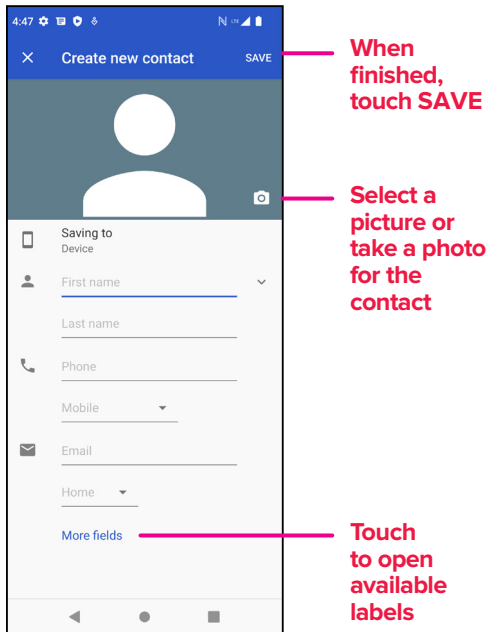 4:47 LTE
Create new contact SAVE
When
finished,
touch SAVE
Select a
picture or
take a photo
for the
contact
Saving to
Device
First name
Last name
Phone
Mobile
Email
Home
More fields
Touch
to open
available
labels